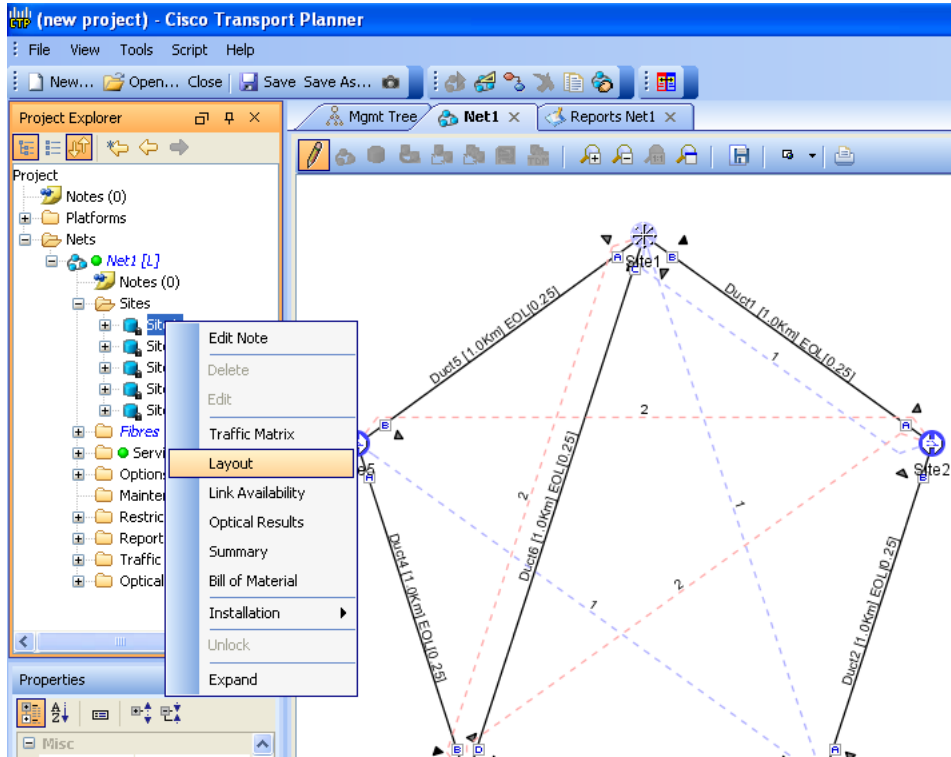 (new project) - Cisco Transport Planner
File View Tools Script Help
New... Open... Close Save Save As...
Project Explorer
Mgmt Tree Net1 Reports Net1
Project
Notes (0)
Platforms
Nets
Net1 [L]
Notes (0)
Sites
Fibres
Mainte
Restric
Report
Traffic
Optical
Edit Note
Delete
Edit
Traffic Matrix
Layout
Link Availability
Optical Results
Summary
Bill of Material
Installation
Unlock
Expand
Properties
Misc
A Site1 B
C
Duct5 [1.0Km] EOL[0.25]
Duct1 [1.0Km] EOL[0.25]
1
2
B
A
A
Site2
B
Duct6 [1.0Km] EOL[0.25]
2
1
Duct4 [1.0Km] EOL[0.25]
2
1
Duct2 [1.0Km] EOL[0.25]
B D
A